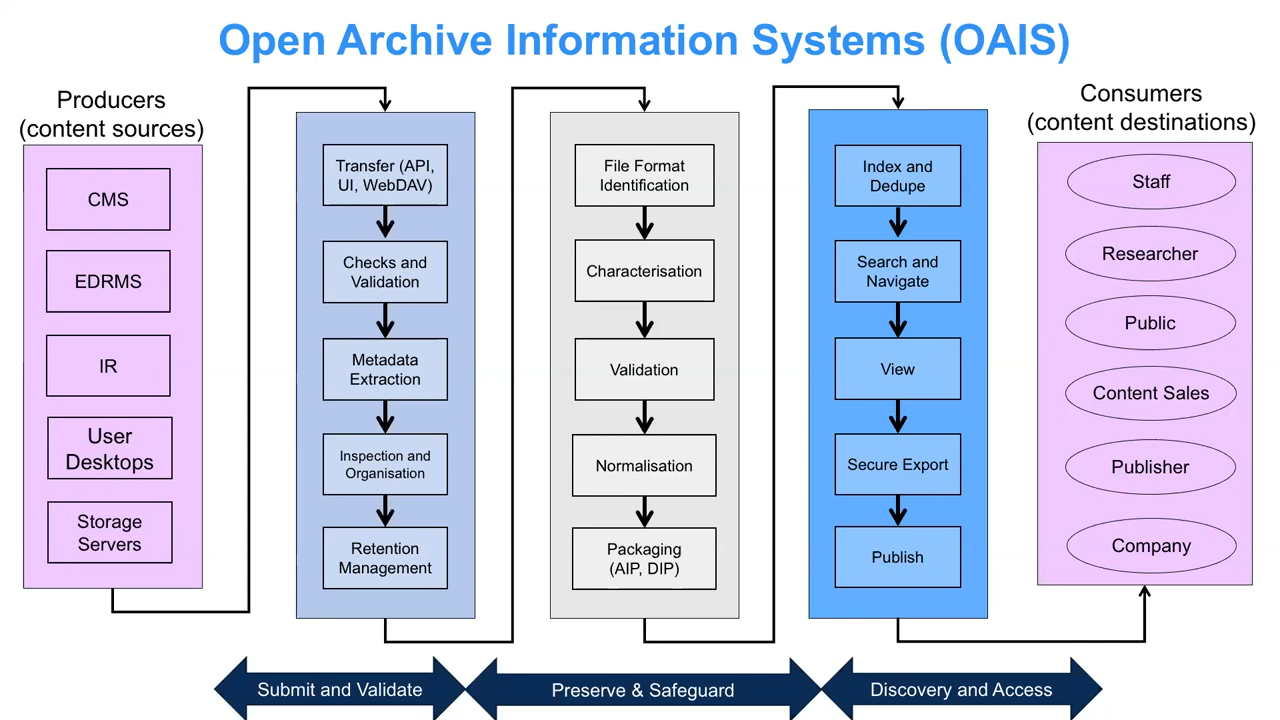 Open Archive Information Systems (OAIS)
Producers
(content sources)
CMS
EDRMS
IR
User
Desktops
Storage
Servers
Transfer (API,
UI, WebDAV)
Checks and
Validation
Metadata
Extraction
Inspection and
Organisation
Retention
Management
File Format
Identification
Characterisation
Validation
Normalisation
Packaging
(AIP, DIP)
Index and
Dedupe
Search and
Navigate
View
Secure Export
Publish
Consumers
(content destinations)
Staff
Researcher
Public
Content Sales
Publisher
Company
Submit and Validate
Preserve & Safeguard
Discovery and Access